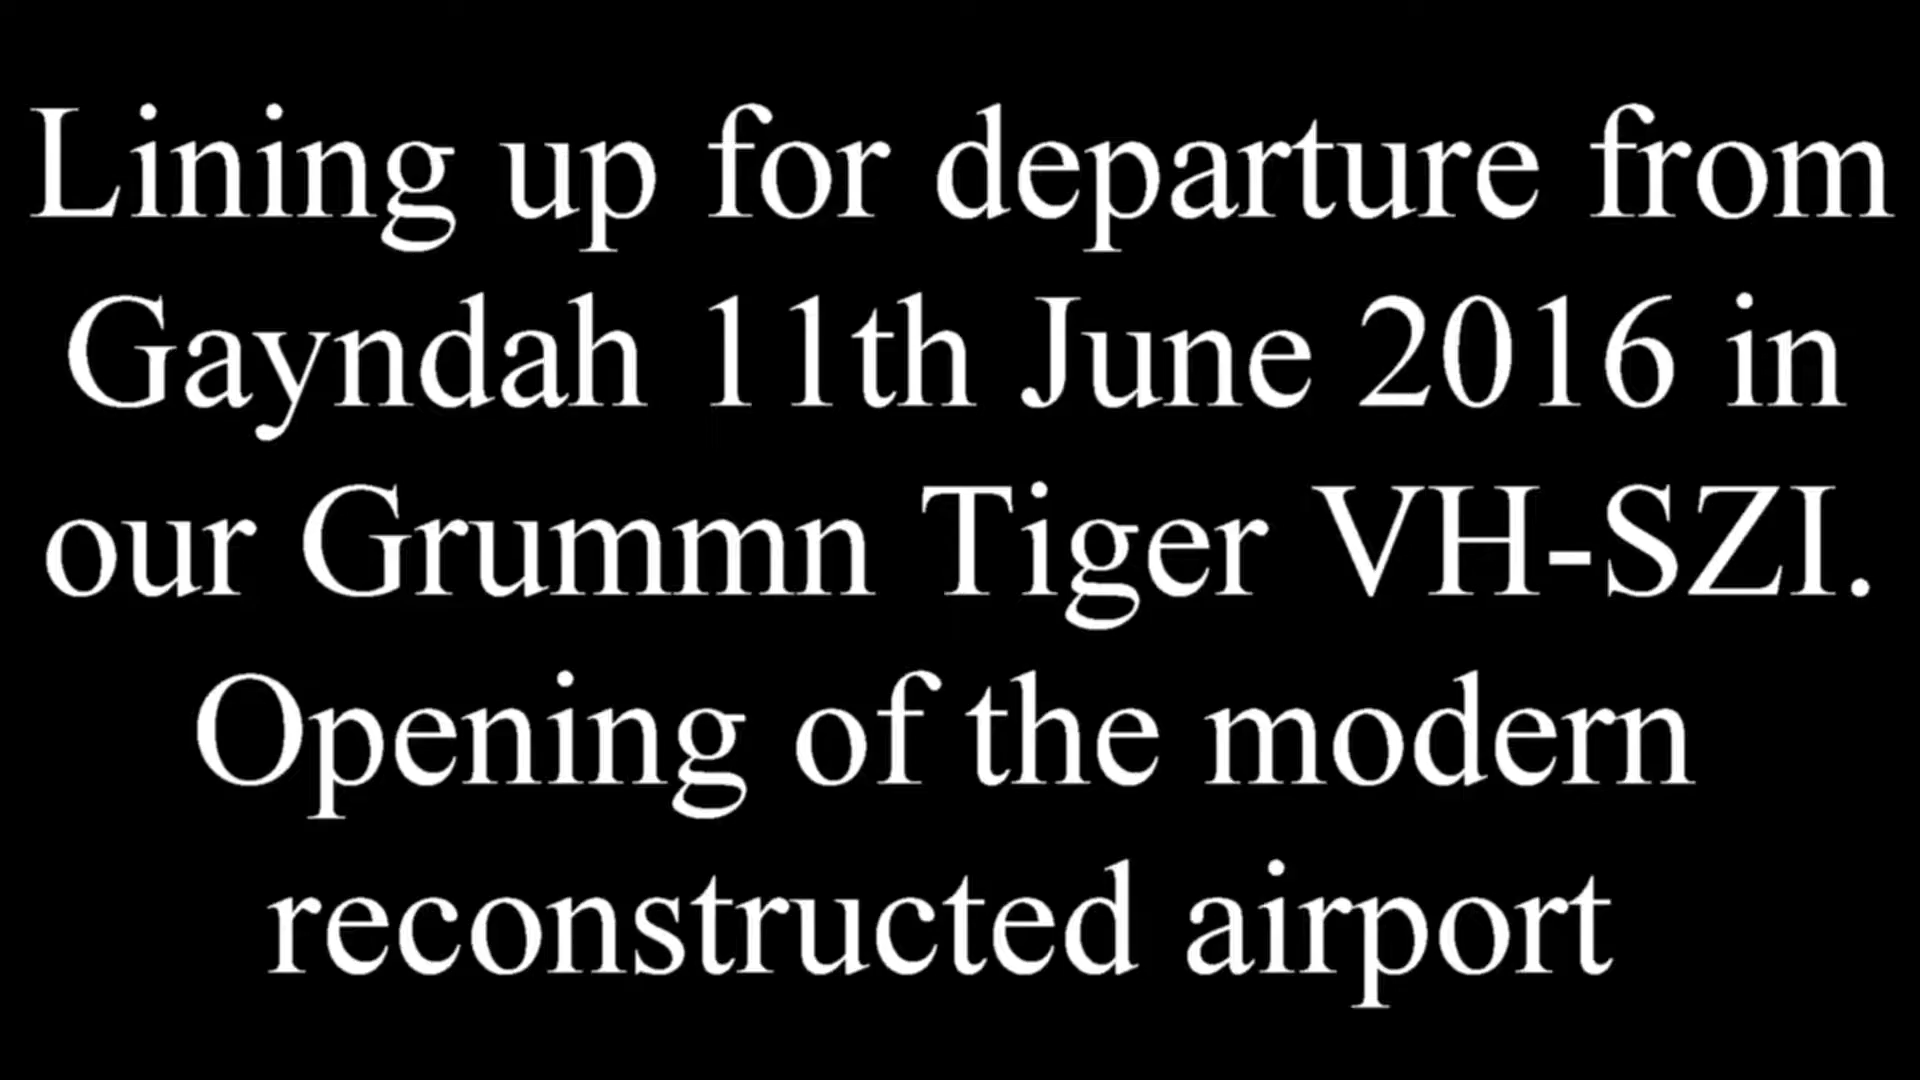 Lining up for departure from
Gayndah 11th June 2016 in
our Grummn Tiger VH-SZI.
Opening of the modern
reconstructed airport